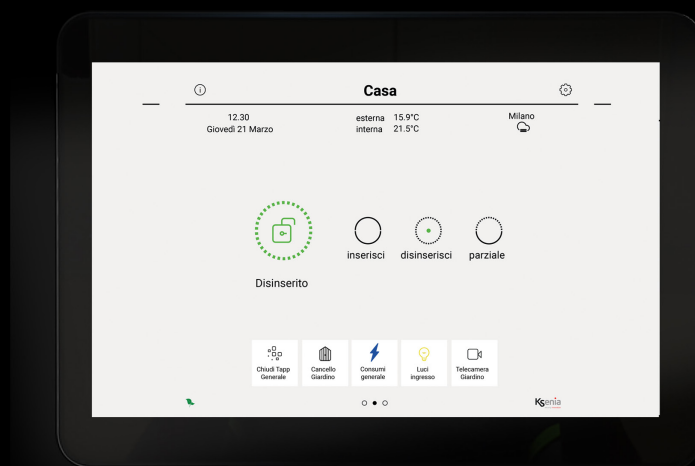 Casa
12.30
Giovedì 21 Marzo
esterna 15.9°C
interna 21.5°C
Milano
inserisci
disinserisci
parziale
Disinserito
Chiudi Tapp
Generale
Cancello
Giardino
Consumi
generale
Luci
ingresso
Telecamera
Giardino
Ksenia